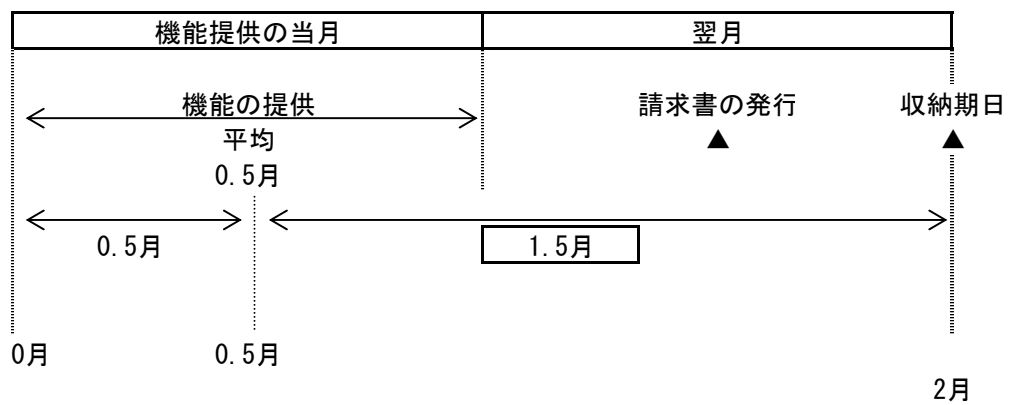 機能提供の当月 翌月
機能の提供 請求書の発行 収納期日
平均 ▲ ▲
0.5月
0.5月 1.5月
0月 0.5月
2月